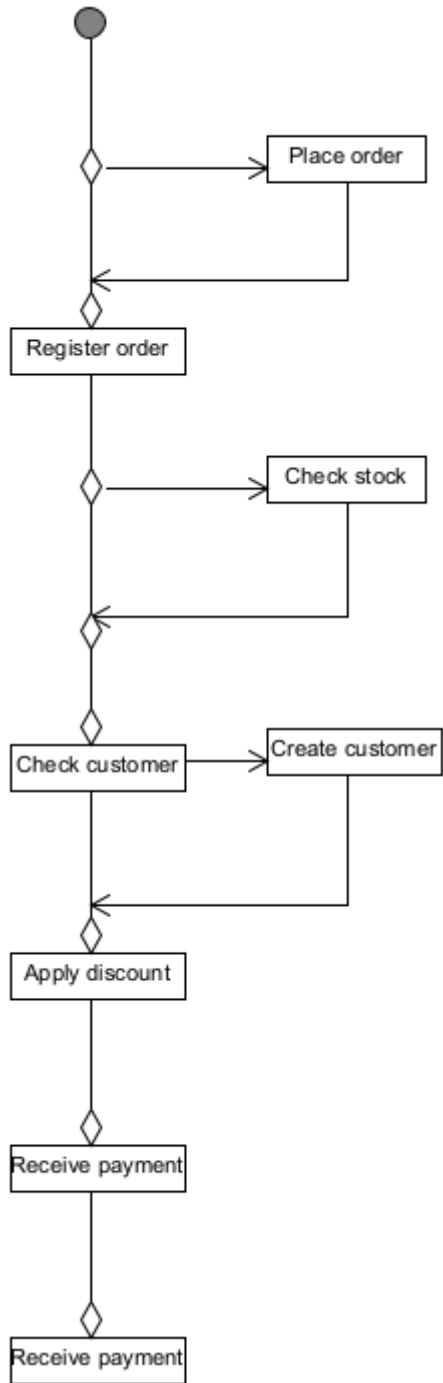 Place order
Register order
Check stock
Create customer
Check customer
Apply discount
Receive payment
Receive payment